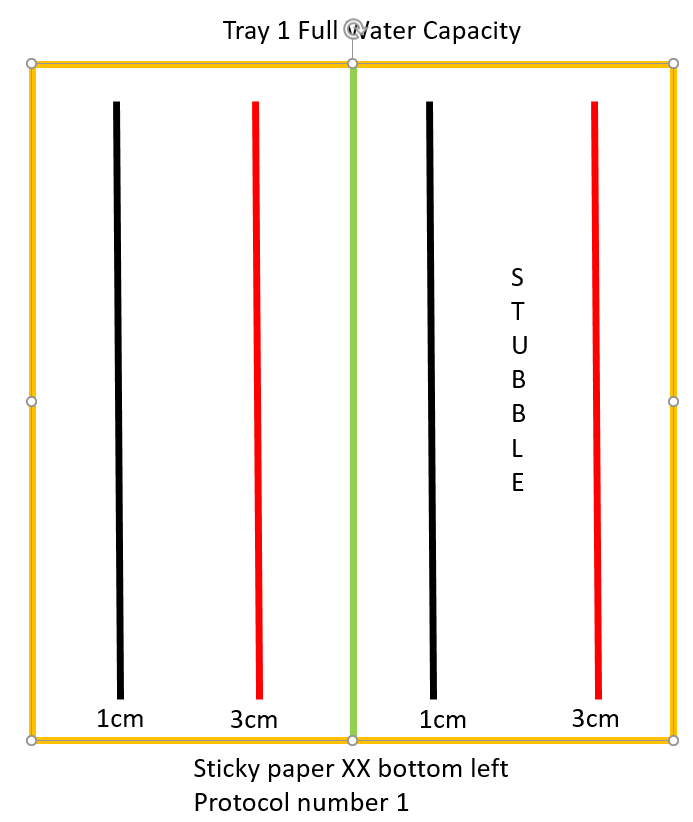 Tray 1 Full Water Capacity
S
T
U
B
B
L
E
1cm
3cm
1cm
3cm
Sticky paper XX bottom left
Protocol number 1